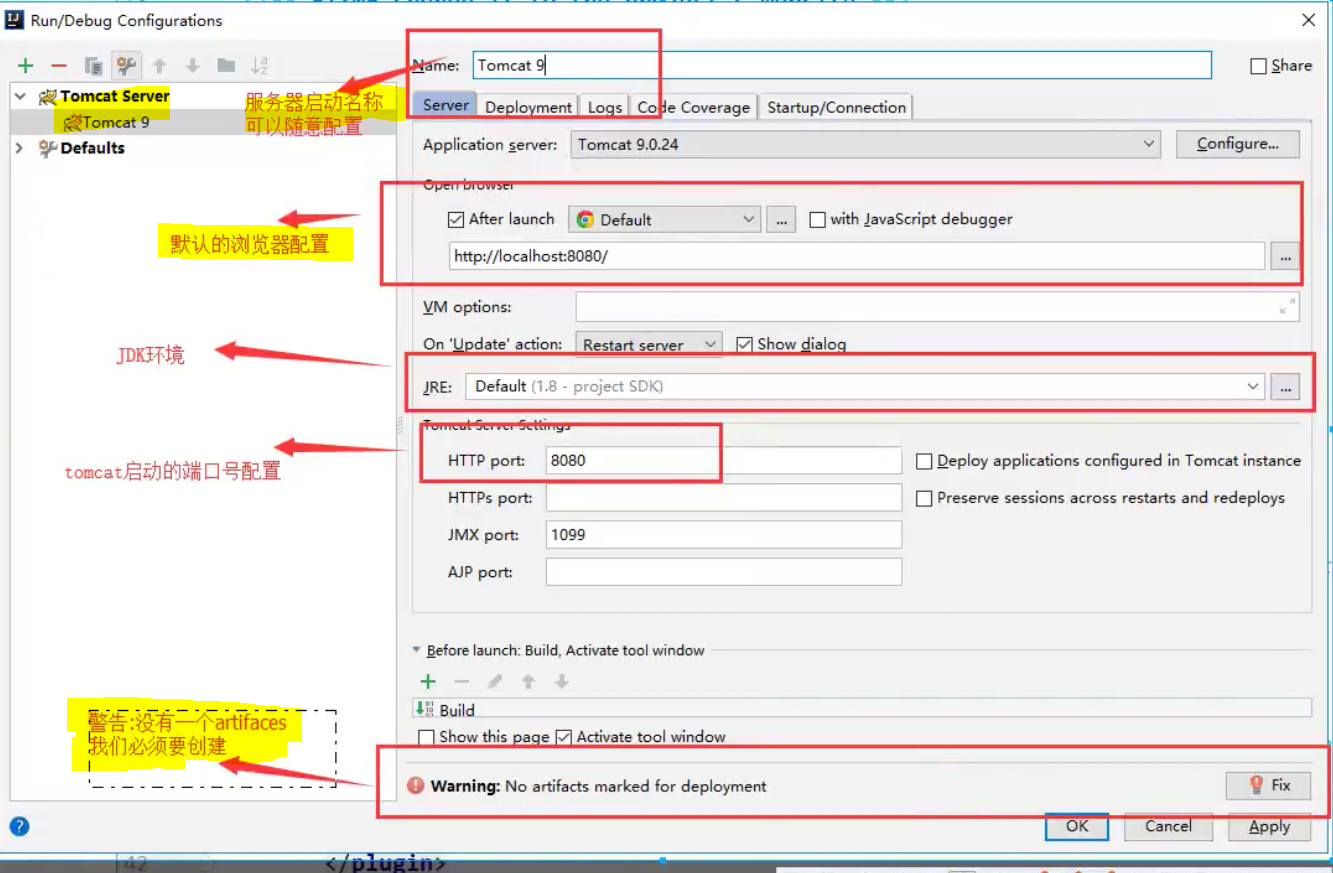 Run/Debug Configurations
Name: Tomcat 9
Share
Tomcat Server
Tomcat 9
Defaults
服务器启动名称
可以随意配置
Server
Deployment
Logs
Code Coverage
Startup/Connection
Application server: Tomcat 9.0.24
Configure...
Open browser
After launch
Default
...
with JavaScript debugger
默认的浏览器配置
http://localhost:8080/
...
VM options:
On 'Update' action: Restart server
Show dialog
JDK环境
JRE: Default (1.8 - project SDK)
...
Tomcat Server Settings
tomcat启动的端口号配置
HTTP port: 8080
Deploy applications configured in Tomcat instance
HTTPs port:
Preserve sessions across restarts and redeploys
JMX port: 1099
AJP port:
Before launch: Build, Activate tool window
Build
Show this page
Activate tool window
警告:没有一个artifaces
我们必须要创建
Warning: No artifacts marked for deployment
Fix
OK
Cancel
Apply
42 </plugin>